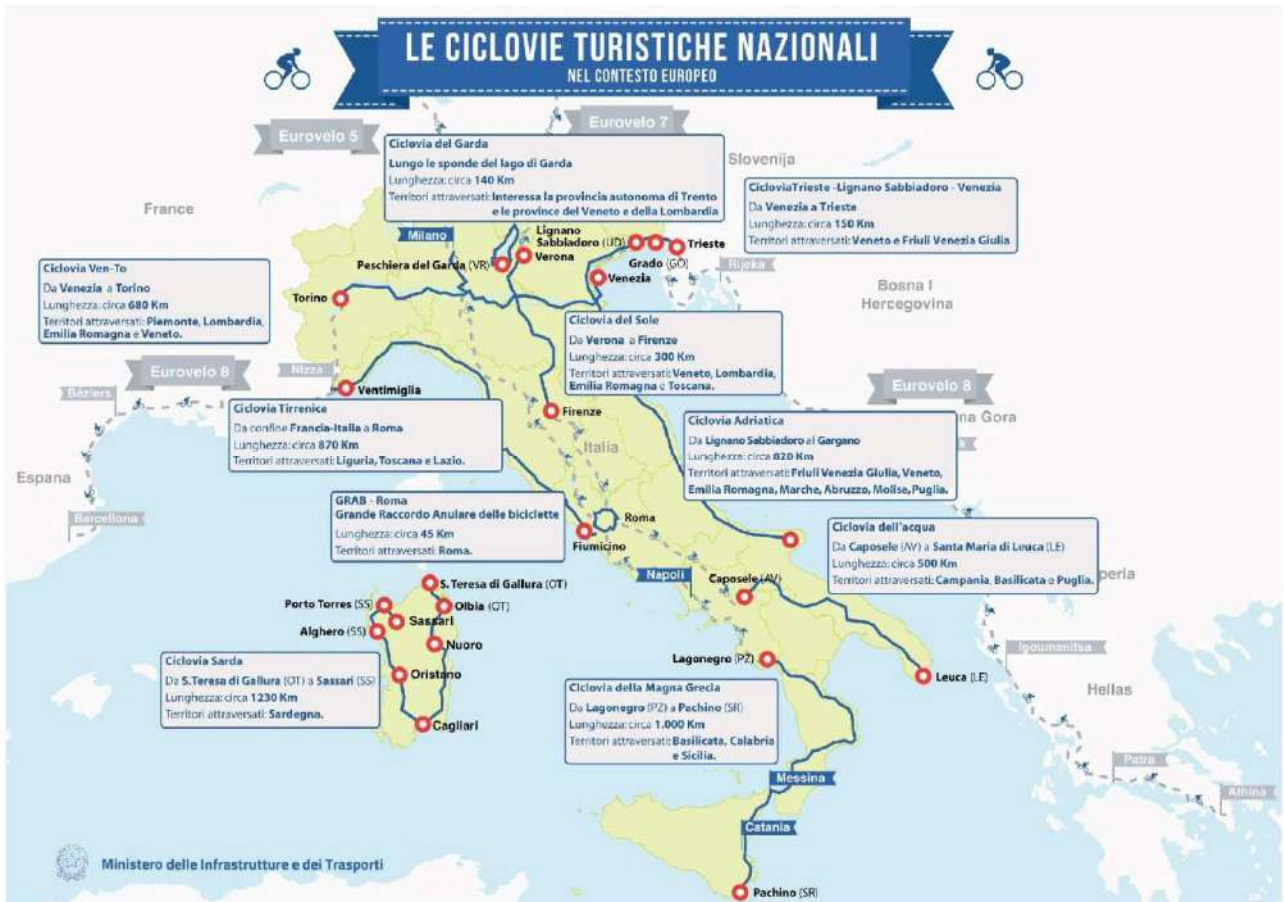 LE CICLOVIE TURISTICHE NAZIONALI
NEL CONTESTO EUROPEO
Eurovelo 5
Eurovelo 7
Ciclovia del Garda
Lungo le sponde del lago di Garda
Lunghezza: circa 140 Km
Territori attraversati: Interessa la provincia autonoma di Trento
e le province del Veneto e della Lombardia
Slovenija
France
CicloviaTrieste -Lignano Sabbiadoro - Venezia
Da Venezia a Trieste
Lunghezza: circa 150 Km
Territori attraversati: Veneto e Friuli Venezia Giulia
Milano
Lignano
Sabbiadoro (UD)
Trieste
Verona
Grado (GO)
Peschiera del Garda (VR)
Venezia
Rijeka
Bosna I
Hercegovina
Ciclovia Ven-To
Da Venezia a Torino
Lunghezza: circa 680 Km
Territori attraversati: Piemonte, Lombardia,
Emilia Romagna e Veneto.
Torino
Ciclovia del Sole
Da Verona a Firenze
Lunghezza: circa 300 Km
Territori attraversati: Veneto, Lombardia,
Emilia Romagna e Toscana.
Eurovelo 8
Nizza
Béziers
Ventimiglia
Eurovelo 8
na Gora
Ciclovia Tirrenica
Da confine Francia-Italia a Roma
Lunghezza: circa 870 Km
Territori attraversati: Liguria, Toscana e Lazio.
Firenze
Italia
Ciclovia Adriatica
Da Lignano Sabbiadoro al Gargano
Lunghezza: circa 820 Km
Territori attraversati: Friuli Venezia Giulia, Veneto,
Emilia Romagna, Marche, Abruzzo, Molise, Puglia.
Espana
Barcellona
GRAB - Roma
Grande Raccordo Anulare delle biciclette
Lunghezza: circa 45 Km
Territori attraversati: Roma.
Roma
Fiumicino
Ciclovia dell'acqua
Da Caposele (AV) a Santa Maria di Leuca (LE)
Lunghezza: circa 500 Km
Territori attraversati: Campania, Basilicata e Puglia.
peria
Napoli
Caposele (AV)
S.Teresa di Gallura (OT)
Porto Torres (SS)
Olbia (OT)
Sassari
Alghero (SS)
Nuoro
Igoumenitsa
Ciclovia Sarda
Da S.Teresa di Gallura (OT) a Sassari (SS)
Lunghezza: circa 1230 Km
Territori attraversati: Sardegna.
Oristano
Cagliari
Lagonegro (PZ)
Leuca (LE)
Hellas
Ciclovia della Magna Grecia
Da Lagonegro (PZ) a Pachino (SR)
Lunghezza: circa 1.000 Km
Territori attraversati: Basilicata, Calabria
e Sicilia.
Patra
Athina
Messina
Catania
Pachino (SR)
Ministero delle Infrastrutture e dei Trasporti